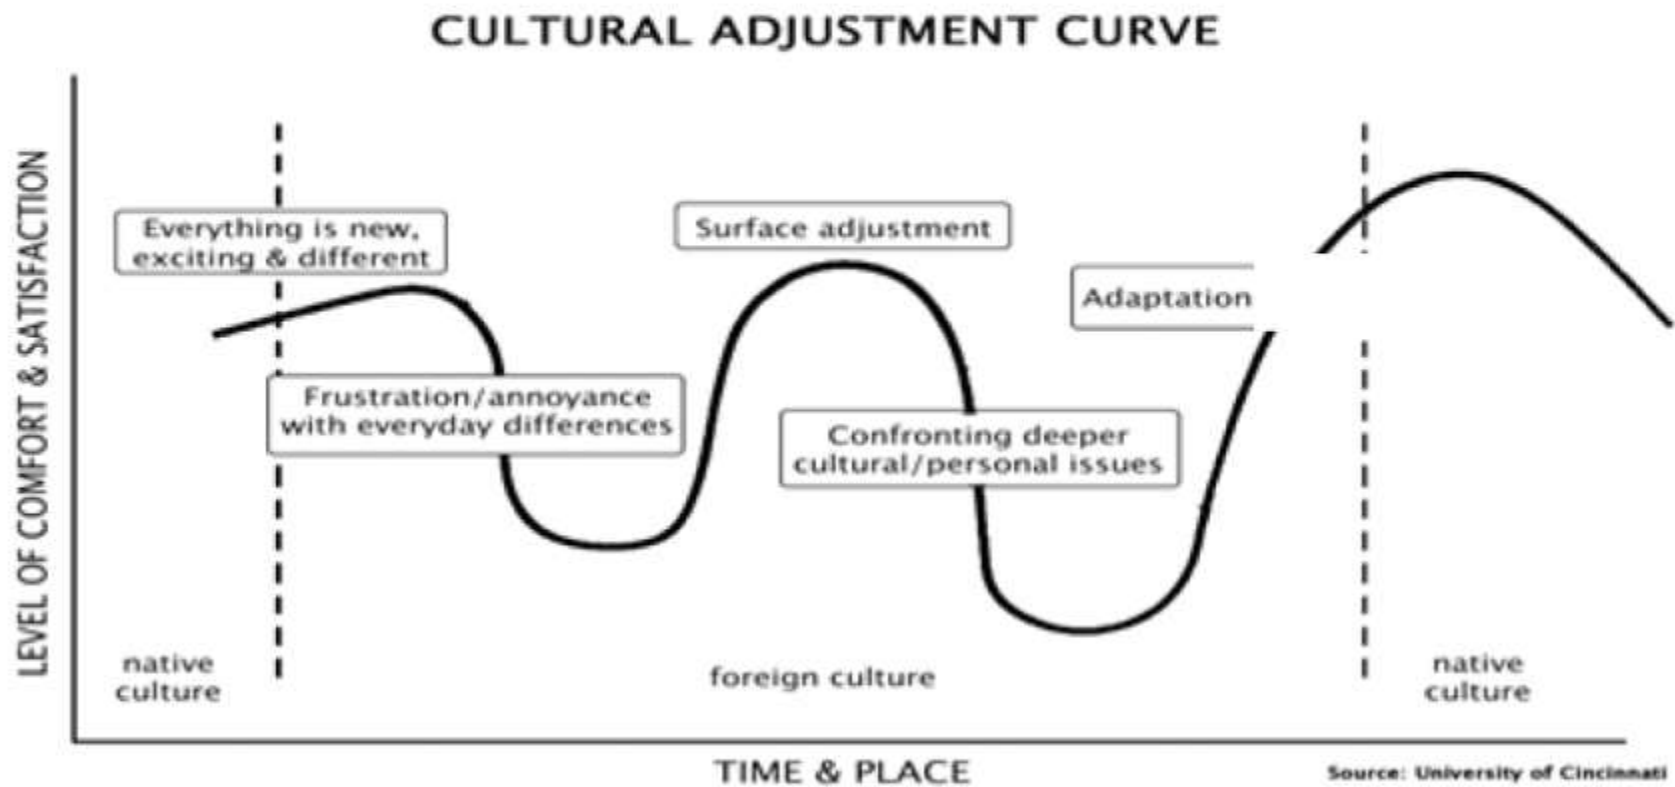 CULTURAL ADJUSTMENT CURVE
LEVEL OF COMFORT & SATISFACTION
Everything is new,
exciting & different
Frustration/annoyance
with everyday differences
Surface adjustment
Confronting deeper
cultural/personal issues
Adaptation
native
culture
foreign culture
native
culture
TIME & PLACE
Source: University of Cincinnati